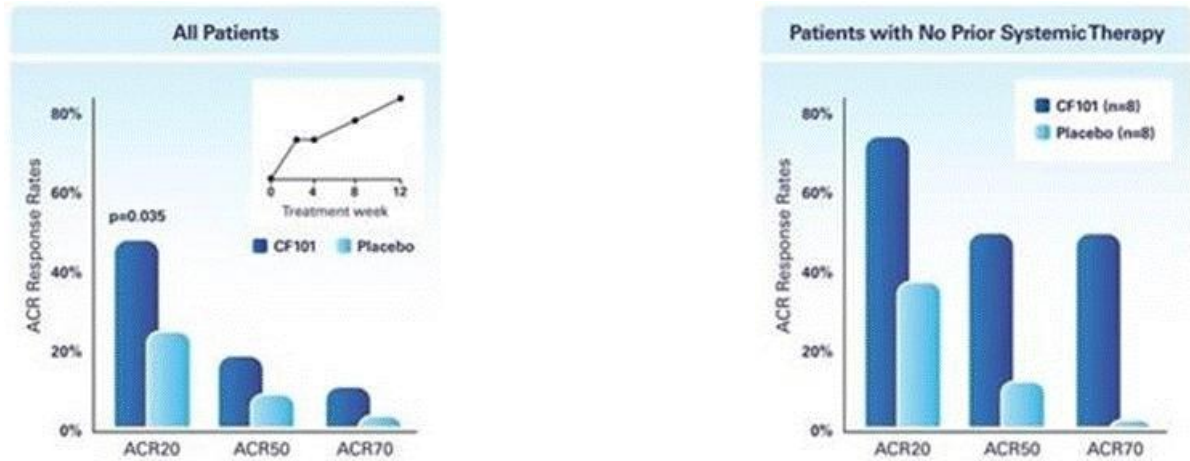 All Patients
ACR Response Rates
80%
60%
40%
20%
0%
p=0.035
0 4 8 12
Treatment week
CF101 Placebo
ACR20 ACR50 ACR70
Patients with No Prior Systemic Therapy
ACR Response Rates
80%
60%
40%
20%
0%
CF101 (n=8)
Placebo (n=8)
ACR20 ACR50 ACR70